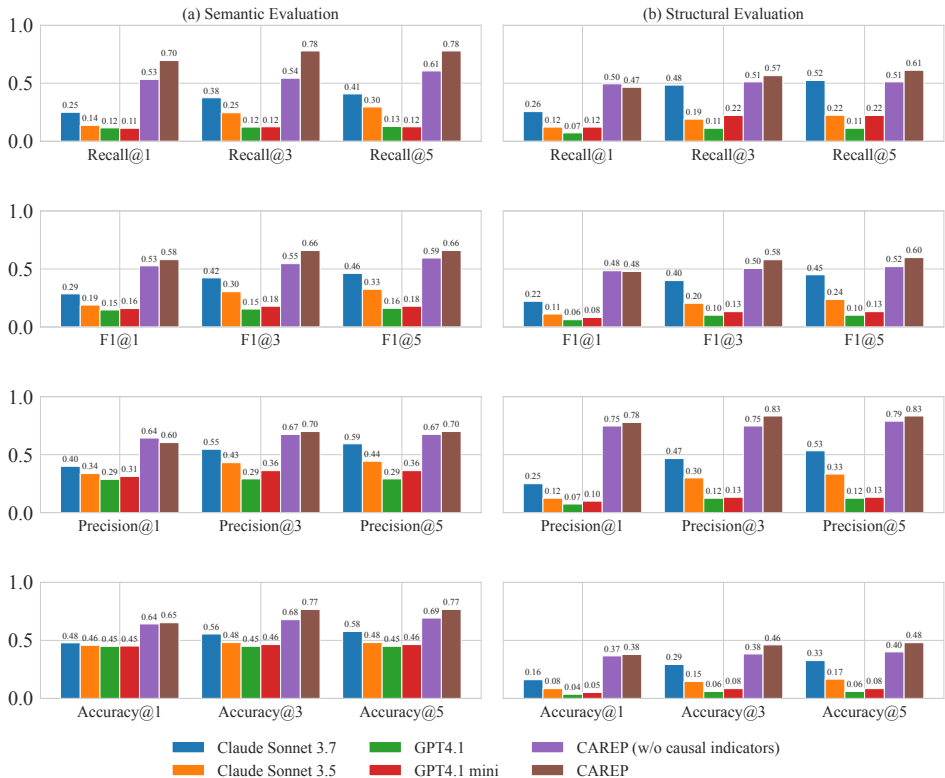 (a) Semantic Evaluation
(b) Structural Evaluation
1.0
0.5
0.0
0.25 0.14 0.12 0.11 0.53 0.70
0.38 0.25 0.12 0.12 0.54 0.78
0.41 0.30 0.13 0.12 0.61 0.78
Recall@1 Recall@3 Recall@5
0.26 0.12 0.07 0.12 0.50 0.47
0.48 0.19 0.11 0.22 0.51 0.57
0.52 0.22 0.11 0.22 0.51 0.61
Recall@1 Recall@3 Recall@5
1.0
0.5
0.0
0.29 0.19 0.15 0.16 0.53 0.58
0.42 0.30 0.15 0.18 0.55 0.66
0.46 0.33 0.16 0.18 0.59 0.66
F1@1 F1@3 F1@5
0.22 0.11 0.06 0.08 0.48 0.48
0.40 0.20 0.10 0.13 0.50 0.58
0.45 0.24 0.10 0.13 0.52 0.60
F1@1 F1@3 F1@5
1.0
0.5
0.0
0.40 0.34 0.29 0.31 0.64 0.60
0.55 0.43 0.29 0.36 0.67 0.70
0.59 0.44 0.29 0.36 0.67 0.70
Precision@1 Precision@3 Precision@5
0.25 0.12 0.07 0.10 0.75 0.78
0.47 0.30 0.12 0.13 0.75 0.83
0.53 0.33 0.12 0.13 0.79 0.83
Precision@1 Precision@3 Precision@5
1.0
0.5
0.0
0.48 0.46 0.45 0.45 0.64 0.65
0.56 0.48 0.45 0.46 0.68 0.77
0.58 0.48 0.45 0.46 0.69 0.77
Accuracy@1 Accuracy@3 Accuracy@5
0.16 0.08 0.04 0.05 0.37 0.38
0.29 0.15 0.06 0.08 0.38 0.46
0.33 0.17 0.06 0.08 0.40 0.48
Accuracy@1 Accuracy@3 Accuracy@5
Claude Sonnet 3.7
Claude Sonnet 3.5
GPT4.1
GPT4.1 mini
CAREP (w/o causal indicators)
CAREP